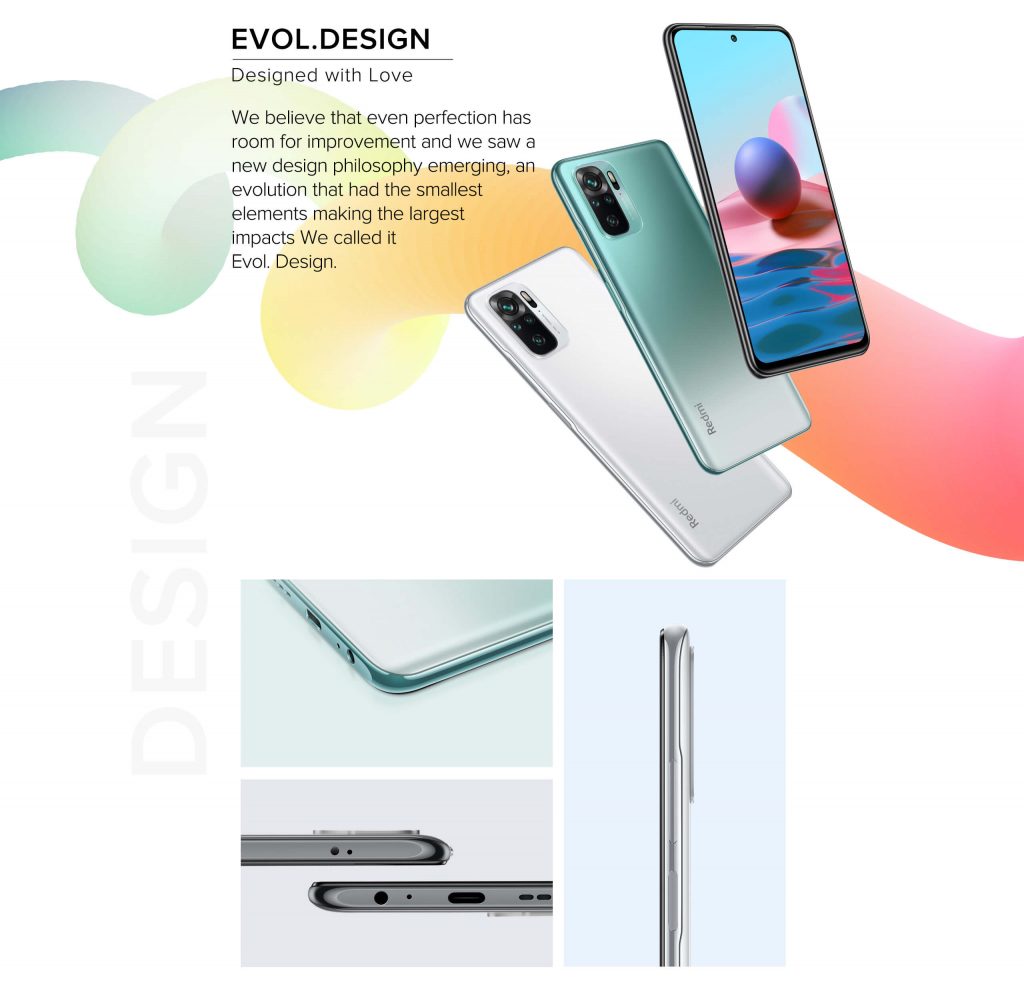 EVOL.DESIGN
Designed with Love
We believe that even perfection has
room for improvement and we saw a
new design philosophy emerging, an
evolution that had the smallest
elements making the largest
impacts We called it
Evol. Design.
Redmi
Redmi
DESIGN